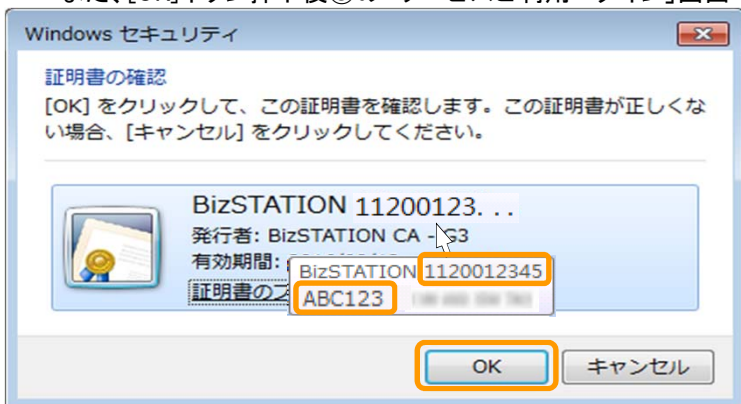 Windows セキュリティ
証明書の確認
[OK] をクリックして、この証明書を確認します。この証明書が正しくな
い場合、[キャンセル] をクリックしてください。
BizSTATION 11200123. . .
発行者: BizSTATION CA - G3
有効期間:
BizSTATION 1120012345
証明書のプ
ABC123
OK
キャンセル